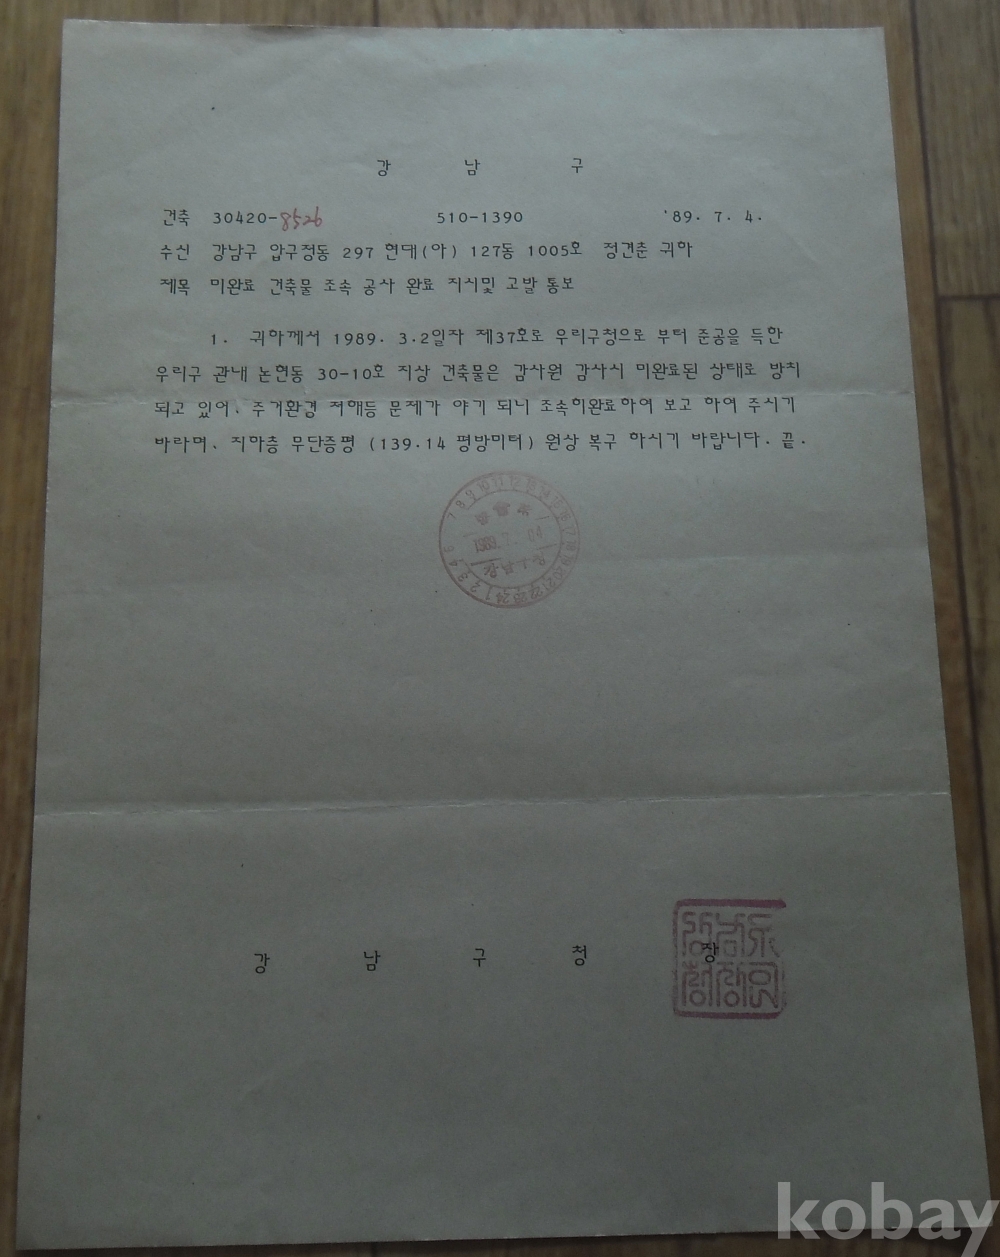 강 남 구
건축 30420-8526 510-1390 '89. 7. 4.
수신 강남구 압구정동 297 현대(아) 127동 1005호 정건춘 귀하
제목 미완료 건축물 조속 공사 완료 지시및 고발 통보
1. 귀하께서 1989. 3.2일자 제37호로 우리구청으로 부터 준공을 득한
우리구 관내 논현동 30-10호 지상 건축물은 감사원 감사시 미완료된 상태로 방치
되고 있어, 주거환경 저해등 문제가 야기 되니 조속히완료하여 보고 하여 주시기
바라며, 지하층 무단증평 (139.14 평방미터) 원상 복구 하시기 바랍니다. 끝.
1989. 7. 04
강남구청
강 남 구 청 장
kobay